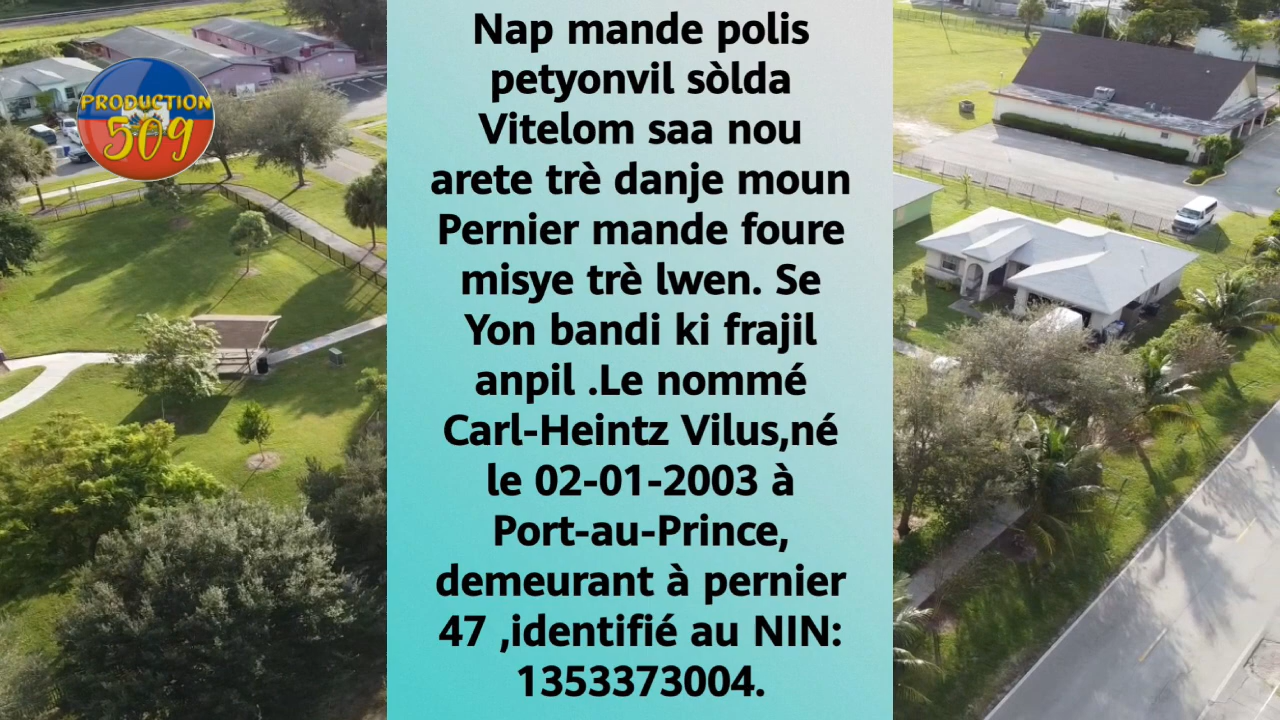 PRODUCTION
509
Nap mande polis
petyonvil sòlda
Vitelom saa nou
arete trè danje moun
Pernier mande foure
misye trè lwen. Se
Yon bandi ki frajil
anpil .Le nommé
Carl-Heintz Vilus,né
le 02-01-2003 à
Port-au-Prince,
demeurant à pernier
47 ,identifié au NIN:
1353373004.